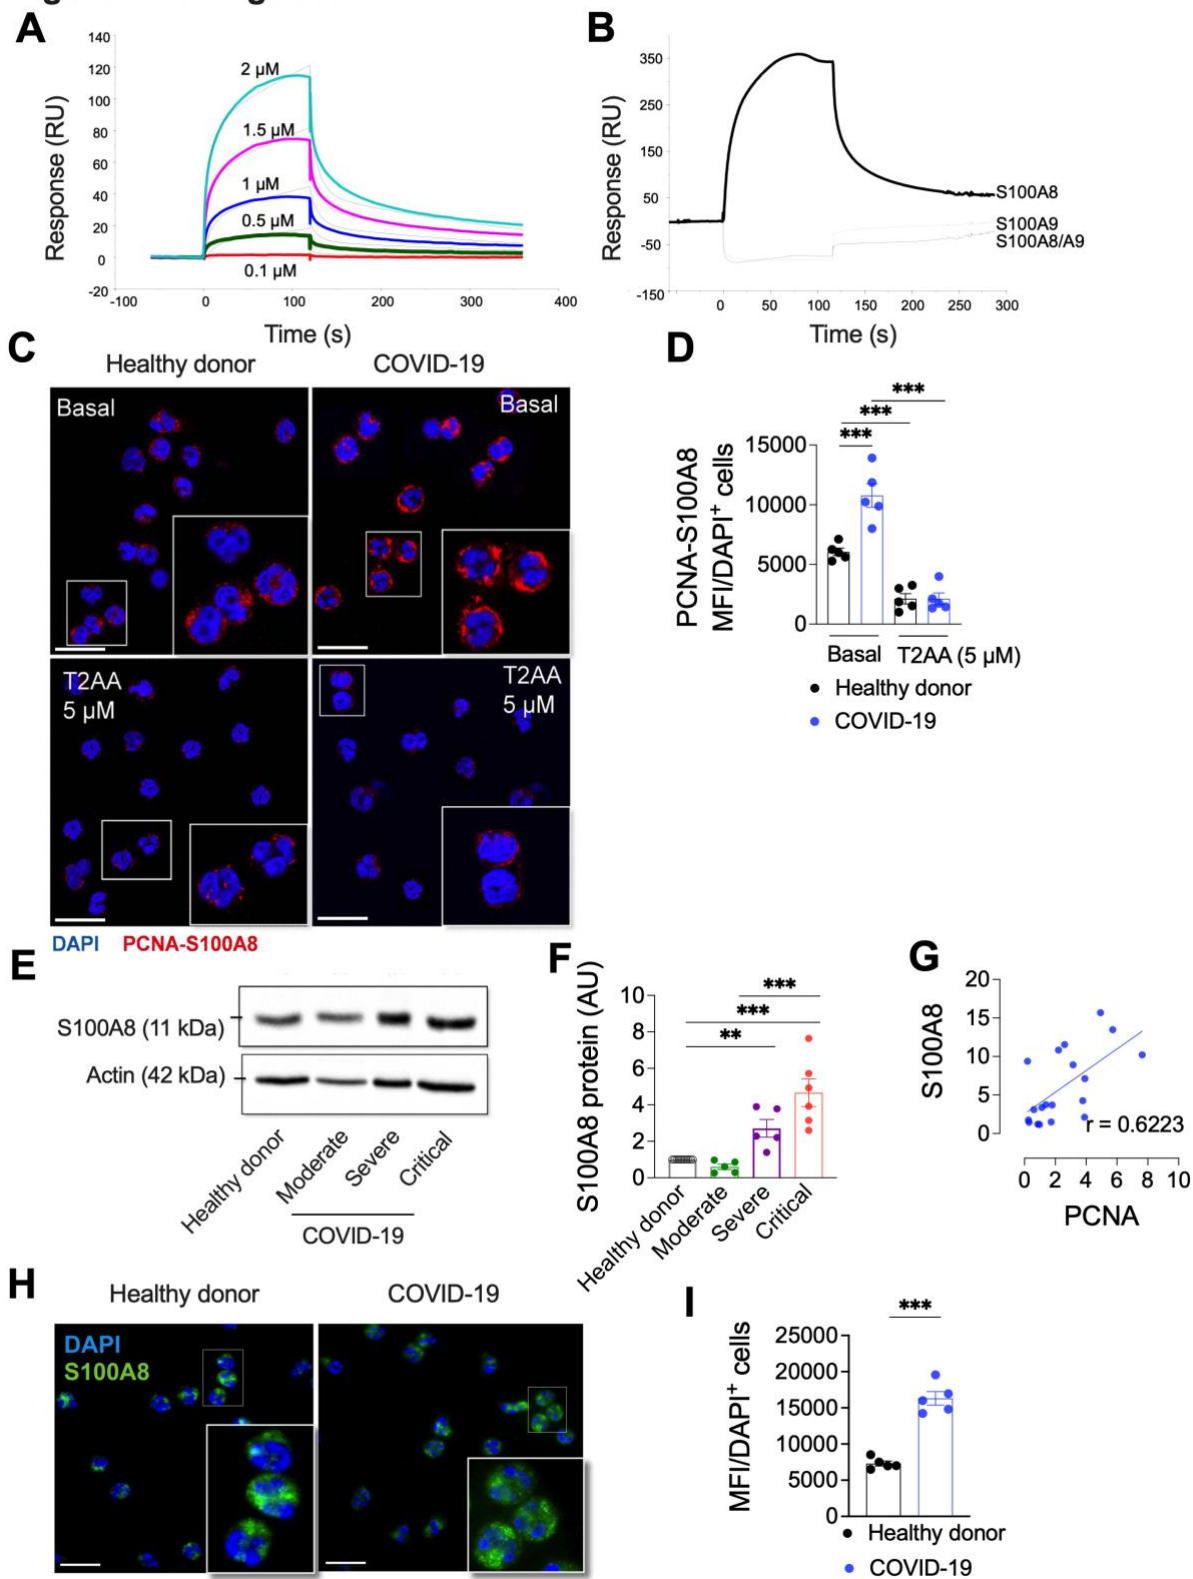 A
Response (RU)
140
120
100
80
60
40
20
0
-20
2 µM
1.5 µM
1 µM
0.5 µM
0.1 µM
-100 0 100 200 300 400
Time (s)
B
Response (RU)
350
250
150
50
50
-50
-150
S100A8
S100A9
S100A8/A9
0 50 100 150 200 250 300
Time (s)
C
Healthy donor COVID-19
Basal Basal
T2AA
5 µM
T2AA
5 µM
DAPI PCNA-S100A8
D
PCNA-S100A8
MFI/DAPI+ cells
15000
10000
5000
0
***
***
***
Basal T2AA (5 µM)
Healthy donor
COVID-19
E
S100A8 (11 kDa)
Actin (42 kDa)
Healthy donor
Moderate
Severe
Critical
COVID-19
F
S100A8 protein (AU)
10
8
6
4
2
0
***
***
**
Healthy donor
Moderate
Severe
Critical
G
S100A8
20
15
10
5
0
r = 0.6223
0 2 4 6 8 10
PCNA
H
Healthy donor COVID-19
DAPI
S100A8
I
MFI/DAPI+ cells
25000
20000
15000
10000
5000
0
***
Healthy donor
COVID-19